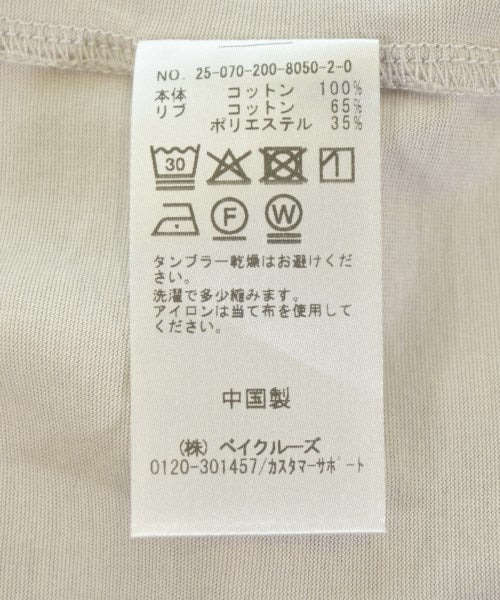 NO. 25-070-200-8050-2-0
本体 コットン 100%
リブ コットン 65%
ポリエステル 35%
30
F W
タンブラー乾燥はお避けくだ
さい。
洗濯で多少縮みます。
アイロンは当て布を使用して
ください。
中国製
(株) ベイクルーズ
0120-301457/カスタマーサポート